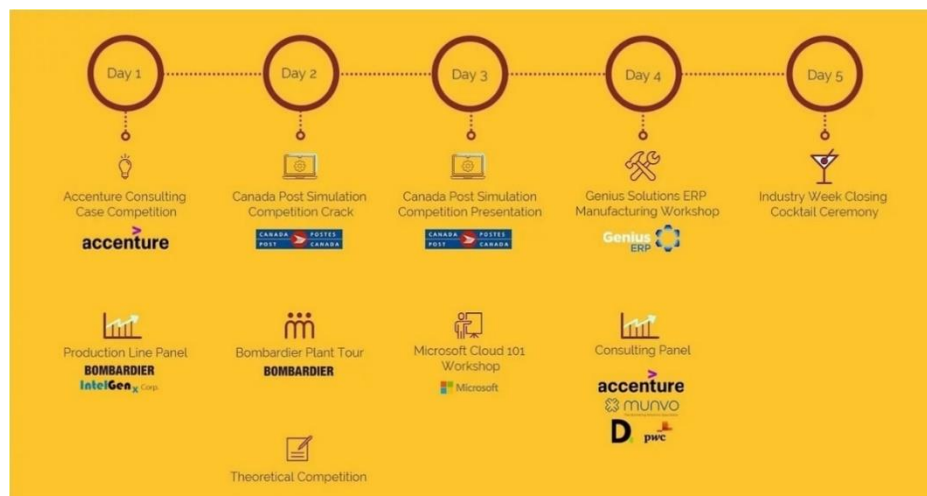 Day 1
Day 2
Day 3
Day 4
Day 5
Accenture Consulting
Case Competition
accenture
Canada Post Simulation
Competition Crack
CANADA POSTES
POST CANADA
Canada Post Simulation
Competition Presentation
CANADA POSTES
POST CANADA
Genius Solutions ERP
Manufacturing Workshop
Genius
ERP
Industry Week Closing
Cocktail Ceremony
Production Line Panel
BOMBARDIER
IntelGenx Corp.
Bombardier Plant Tour
BOMBARDIER
Microsoft Cloud 101
Workshop
Microsoft
Consulting Panel
accenture
munvo
D.
pwc
Theoretical Competition